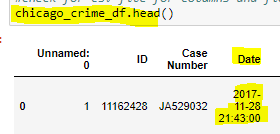 chicago_crime_df.head()
Unnamed: 0 ID Case Number Date
0 1 11162428 JA529032 2017-11-28 21:43:00